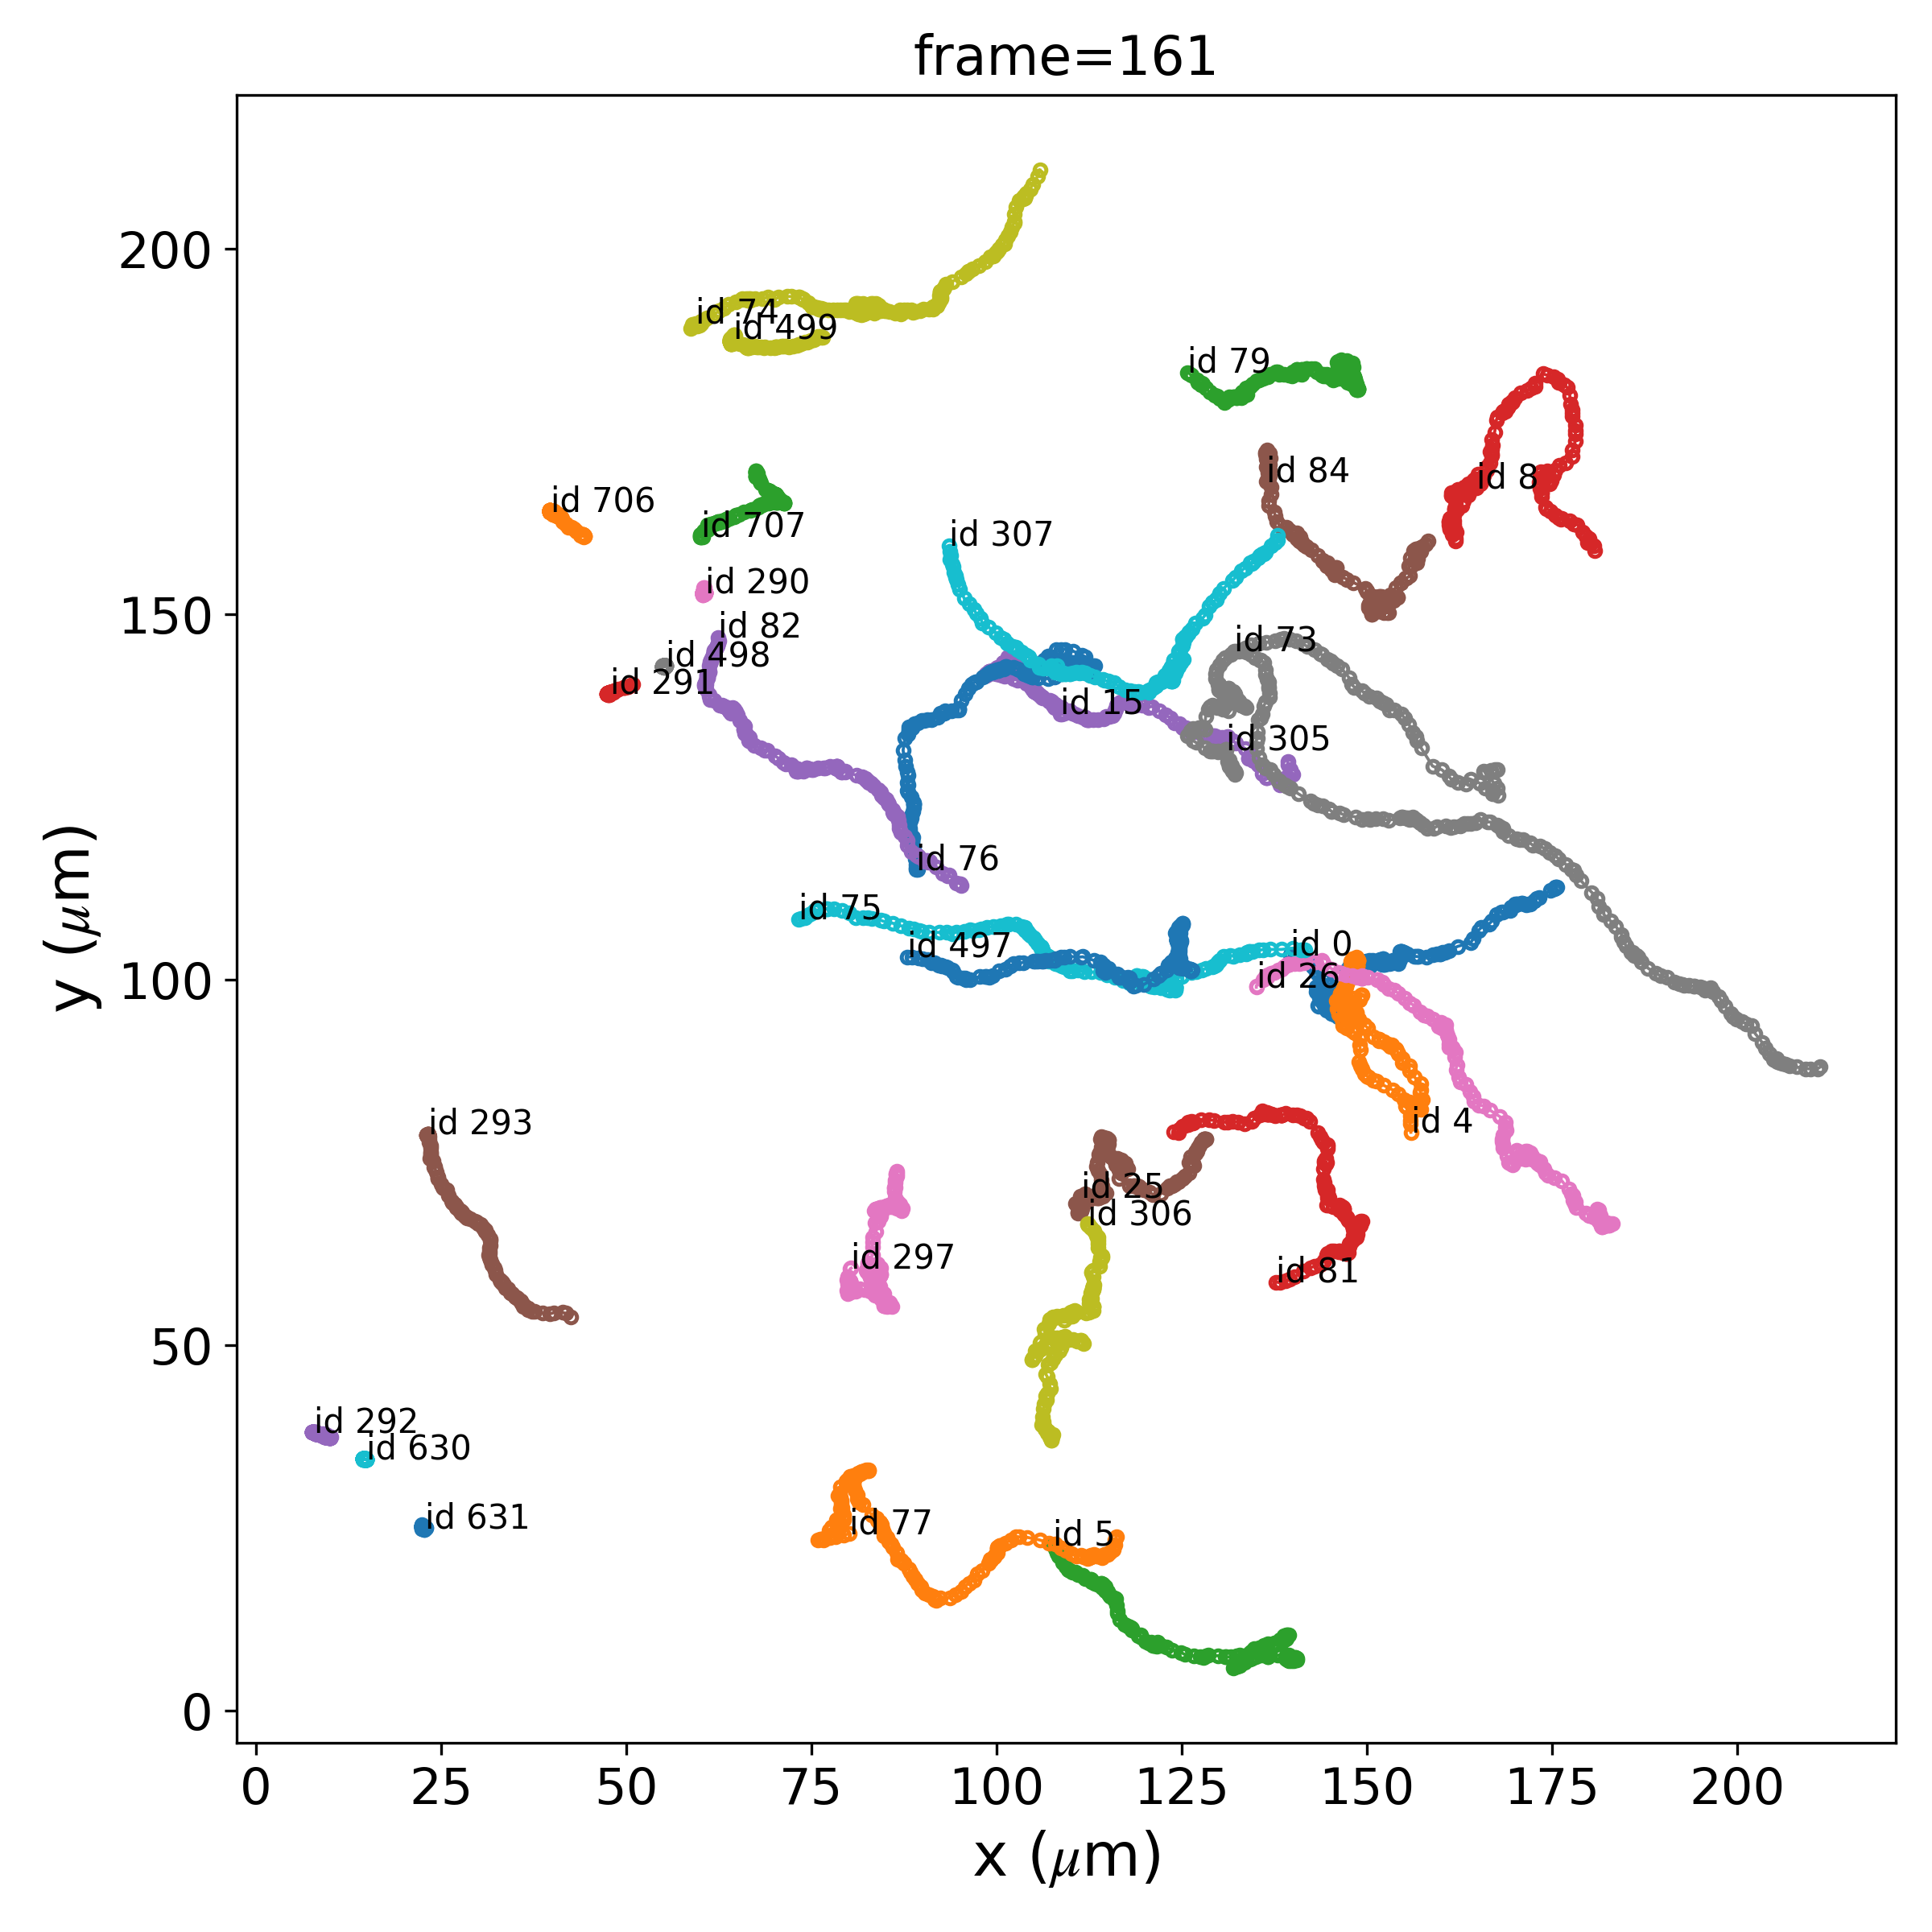 frame=161
y (μm)
200
150
100
50
0
id 74
id 499
id 79
id 84
id 8
id 706
id 707
id 307
id 290
id 82
id 73
id 498
id 291
id 15
id 305
id 76
id 75
id 497
id 0
id 26
id 293
id 4
id 25
id 306
id 297
id 81
id 292
id 630
id 631
id 77
id 5
0 25 50 75 100 125 150 175 200
x (μm)